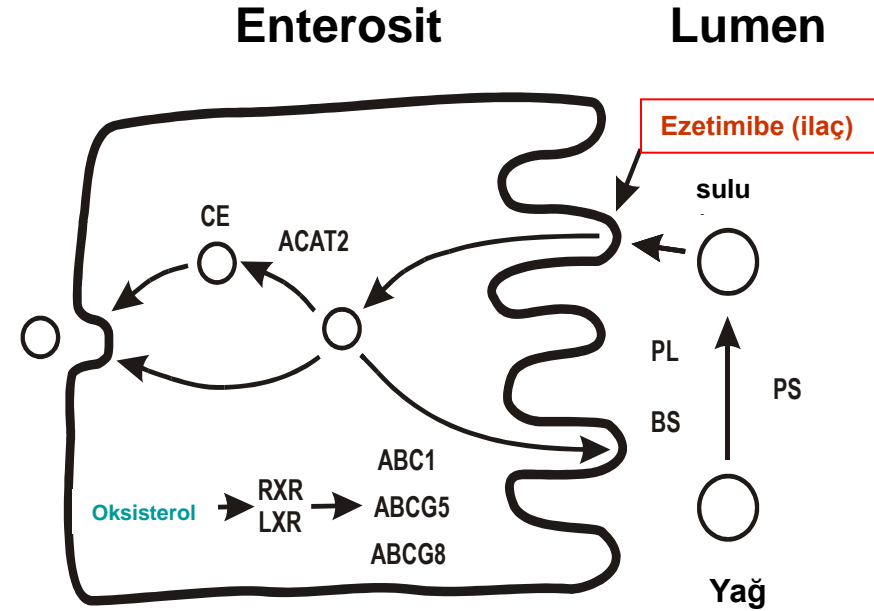 Enterosit
Lumen
Ezetimibe (ilaç)
sulu
CE
ACAT2
PL
PS
BS
ABC1
Oksisterol
RXR
LXR
ABCG5
ABCG8
Yağ